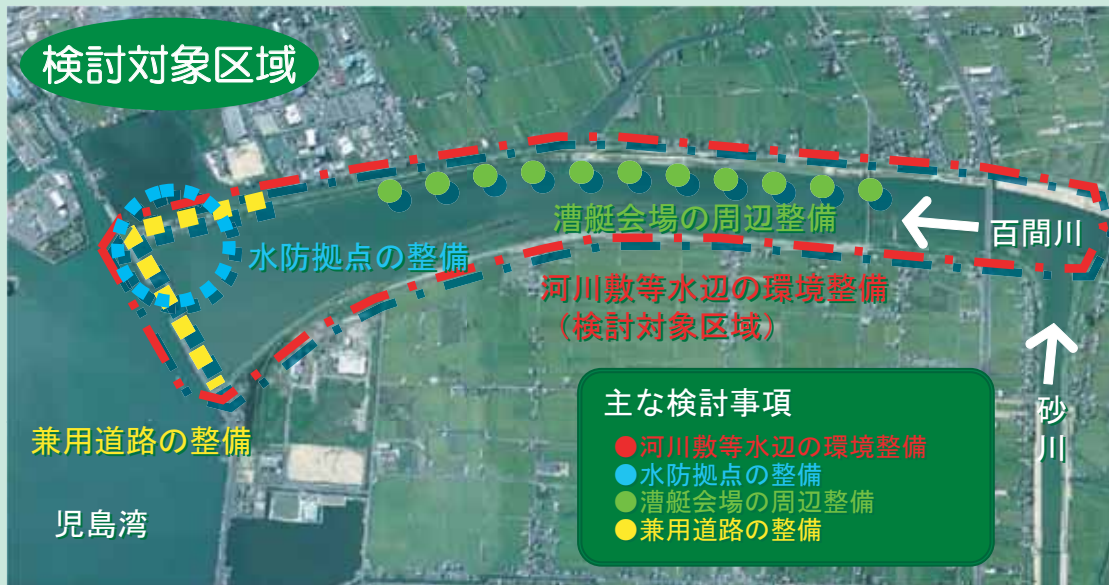 検討対象区域
漕艇会場の周辺整備
百間川
水防拠点の整備
河川敷等水辺の環境整備
（検討対象区域）
砂川
兼用道路の整備
児島湾
主な検討事項
●河川敷等水辺の環境整備
●水防拠点の整備
●漕艇会場の周辺整備
●兼用道路の整備